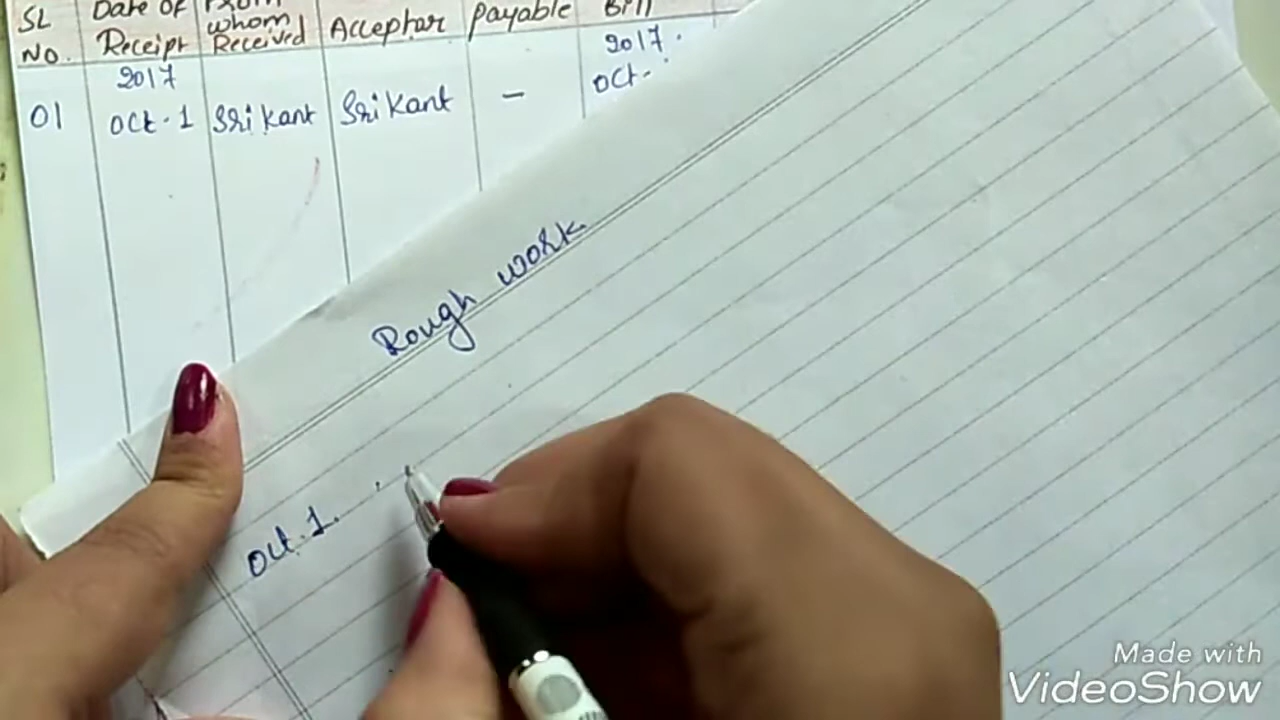 SL Date of From Bill
No. Receipt whom Received Acceptor payable
2017 2017.
01 Oct. 1 Srikant Srikant – Oct.
Rough work
Oct. 1.
Made with
VideoShow